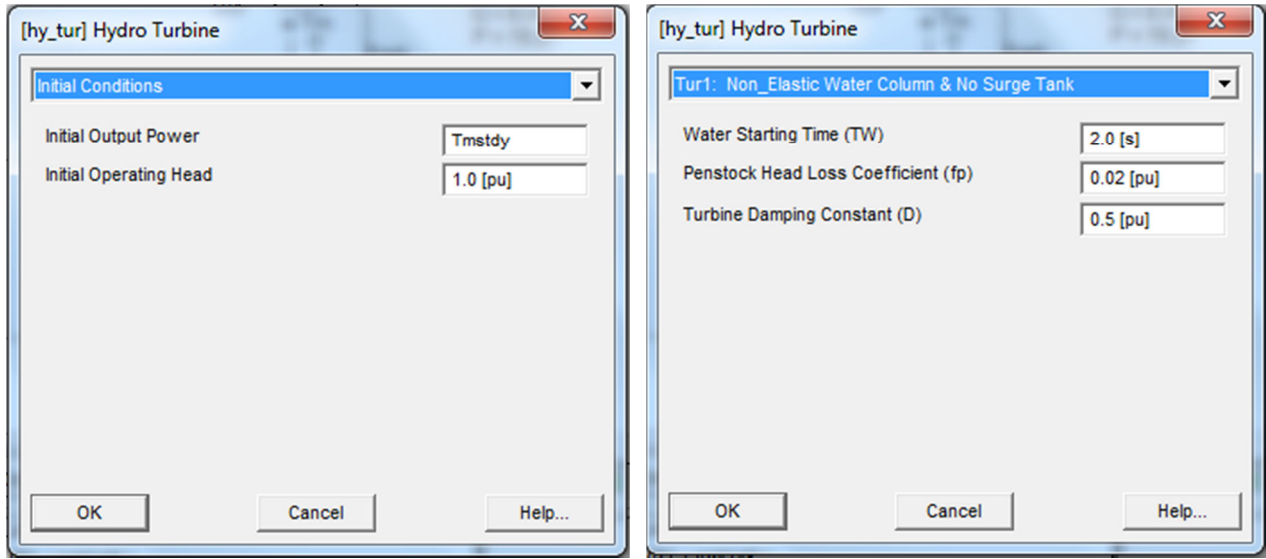 [hy_tur] Hydro Turbine
Initial Conditions
Initial Output Power
Tmstdy
Initial Operating Head
1.0 [pu]
OK
Cancel
Help...
[hy_tur] Hydro Turbine
Tur1: Non_Elastic Water Column & No Surge Tank
Water Starting Time (TW)
2.0 [s]
Penstock Head Loss Coefficient (fp)
0.02 [pu]
Turbine Damping Constant (D)
0.5 [pu]
OK
Cancel
Help...